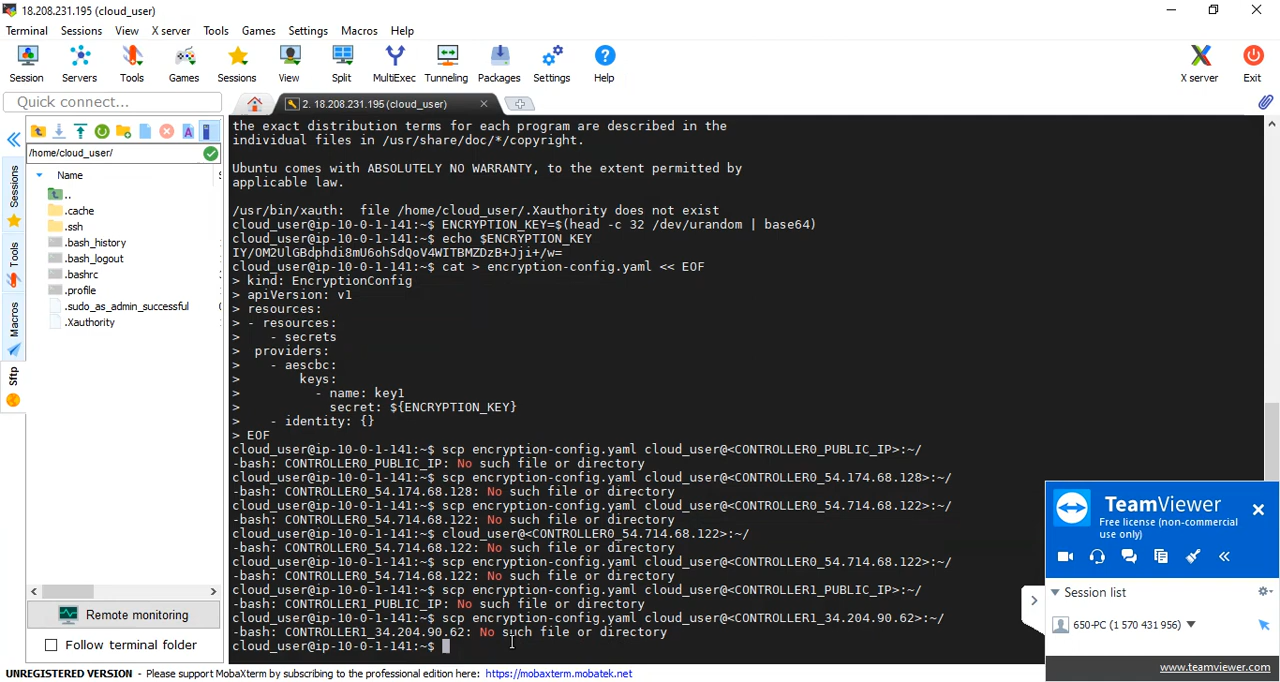 18.208.231.195 (cloud_user)
Terminal Sessions View X server Tools Games Settings Macros Help
Session Servers Tools Games Sessions View Split MultiExec Tunneling Packages Settings Help X server Exit
Quick connect...
2. 18.208.231.195 (cloud_user)
/home/cloud_user/
Name
..
.cache
.ssh
.bash_history
.bash_logout
.bashrc
.profile
.sudo_as_admin_successful
.Xauthority
Sessions
Tools
Macros
Sftp
Remote monitoring
Follow terminal folder
the exact distribution terms for each program are described in the
individual files in /usr/share/doc/*/copyright.
Ubuntu comes with ABSOLUTELY NO WARRANTY, to the extent permitted by
applicable law.
/usr/bin/xauth:  file /home/cloud_user/.Xauthority does not exist
cloud_user@ip-10-0-1-141:~$ ENCRYPTION_KEY=$(head -c 32 /dev/urandom | base64)
cloud_user@ip-10-0-1-141:~$ echo $ENCRYPTION_KEY
IY/OM2UlGBdphdi8mU6ohSdQoV4WITBMZDzB+Jji+/w=
cloud_user@ip-10-0-1-141:~$ cat > encryption-config.yaml << EOF
> kind: EncryptionConfig
> apiVersion: v1
> resources:
> - resources:
>     - secrets
>  providers:
>    - aescbc:
>        keys:
>          - name: key1
>            secret: ${ENCRYPTION_KEY}
>    - identity: {}
> EOF
cloud_user@ip-10-0-1-141:~$ scp encryption-config.yaml cloud_user@<CONTROLLER0_PUBLIC_IP>:~/
-bash: CONTROLLER0_PUBLIC_IP: No such file or directory
cloud_user@ip-10-0-1-141:~$ scp encryption-config.yaml cloud_user@<CONTROLLER0_54.174.68.128>:~/
-bash: CONTROLLER0_54.174.68.128: No such file or directory
cloud_user@ip-10-0-1-141:~$ scp encryption-config.yaml cloud_user@<CONTROLLER0_54.714.68.122>:~/
-bash: CONTROLLER0_54.714.68.122: No such file or directory
cloud_user@ip-10-0-1-141:~$ cloud_user@<CONTROLLER0_54.714.68.122>:~/
-bash: CONTROLLER0_54.714.68.122: No such file or directory
cloud_user@ip-10-0-1-141:~$ scp encryption-config.yaml cloud_user@<CONTROLLER0_54.714.68.122>:~/
-bash: CONTROLLER0_54.714.68.122: No such file or directory
cloud_user@ip-10-0-1-141:~$ scp encryption-config.yaml cloud_user@<CONTROLLER1_PUBLIC_IP>:~/
-bash: CONTROLLER1_PUBLIC_IP: No such file or directory
cloud_user@ip-10-0-1-141:~$ scp encryption-config.yaml cloud_user@<CONTROLLER1_34.204.90.62>:~/
-bash: CONTROLLER1_34.204.90.62: No such file or directory
cloud_user@ip-10-0-1-141:~$
TeamViewer
Free license (non-commercial
use only)
Session list
650-PC (1 570 431 956)
www.teamviewer.com
UNREGISTERED VERSION - Please support MobaXterm by subscribing to the professional edition here: https://mobaxterm.mobatek.net